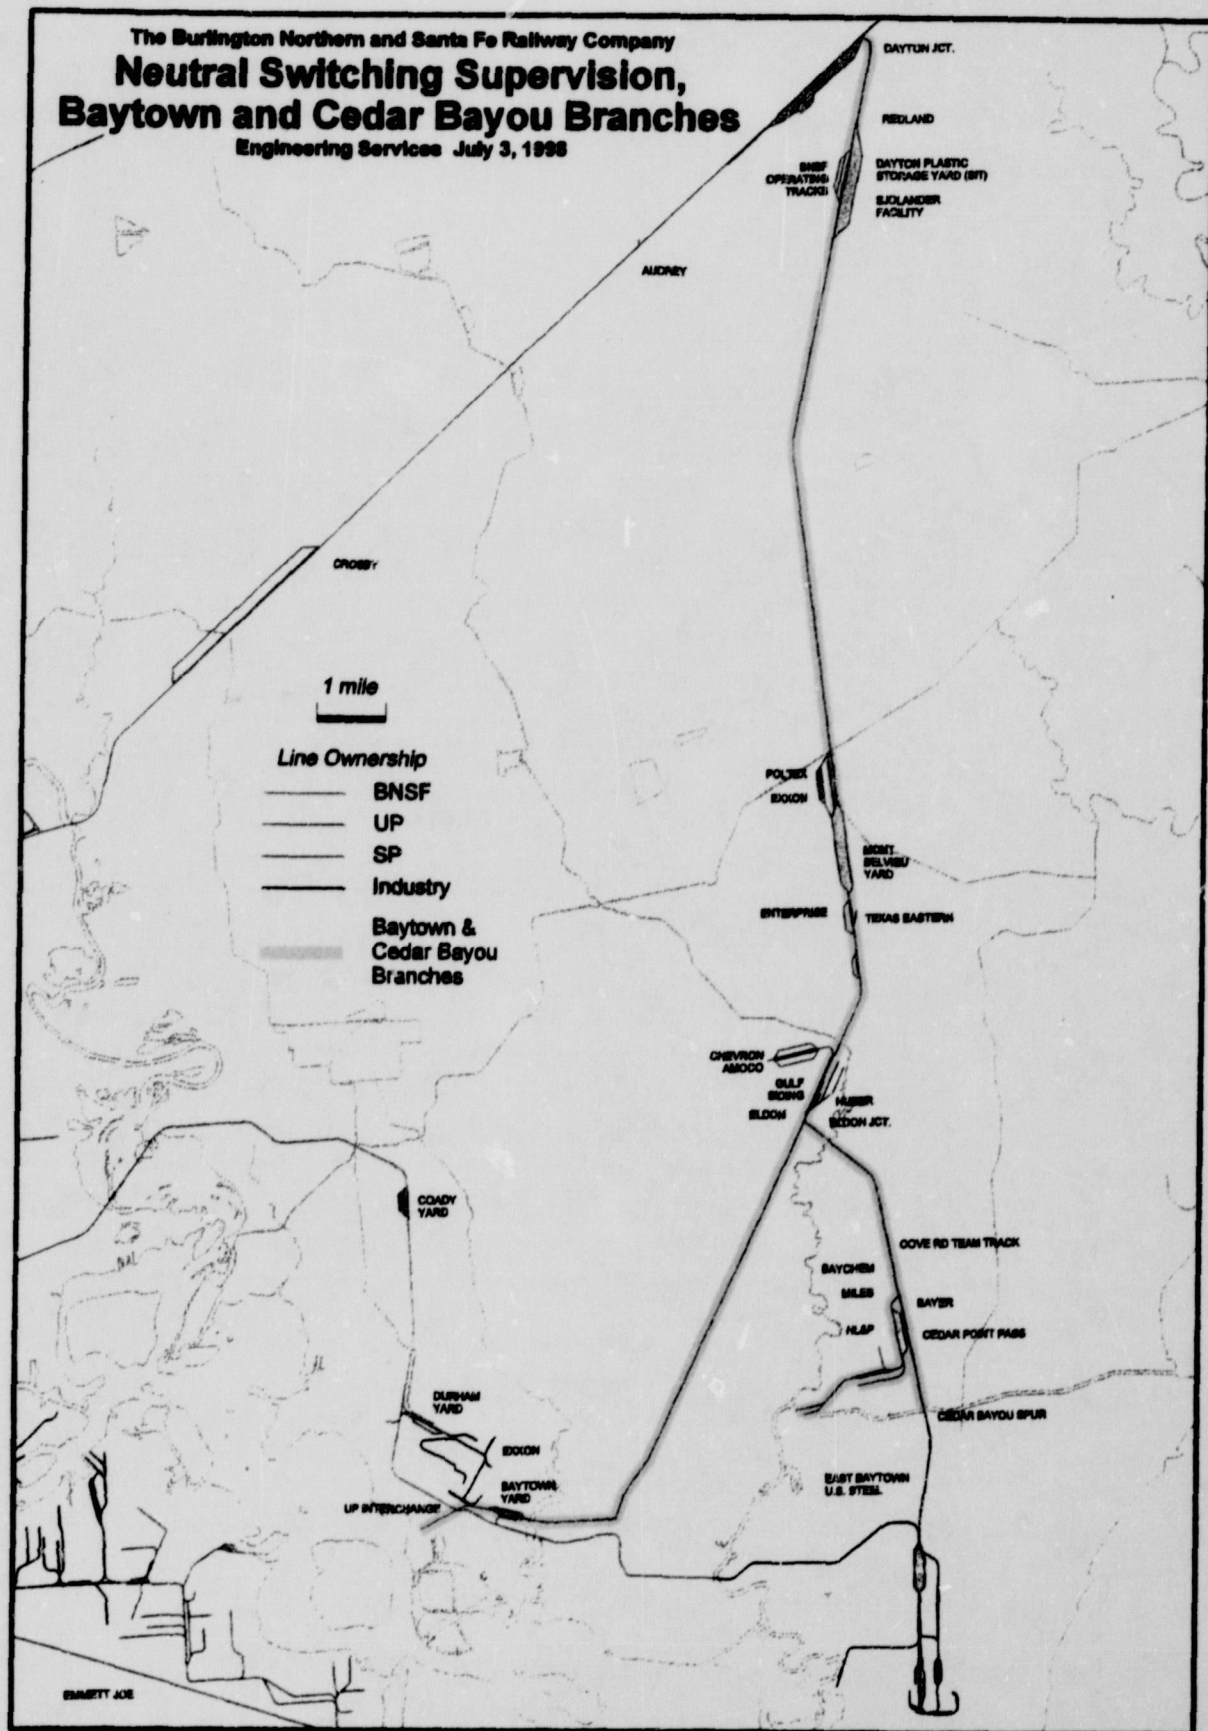 The Burlington Northern and Santa Fe Railway Company
Neutral Switching Supervision,
Baytown and Cedar Bayou Branches
Engineering Services July 3, 1998
DAYTON JCT.
REDLAND
BNSF
OPERATING
TRACKS
DAYTON PLASTIC
STORAGE YARD (SIT)
SJOLANDER
FACILITY
AUDREY
CROSBY
1 mile
Line Ownership
BNSF
UP
SP
Industry
Baytown &
Cedar Bayou
Branches
POLTEX
EXXON
MONT
BELVIEU
YARD
ENTERPRISE
TEXAS EASTERN
CHEVRON
AMOCO
GULF
SIDING
HUBER
ELDON
ELDON JCT.
COADY
YARD
COVE RD TEAM TRACK
BAYCHEM
MILES
BAYER
HL&P
CEDAR POINT PASS
DURHAM
YARD
CEDAR BAYOU SPUR
EXXON
BAYTOWN
YARD
EAST BAYTOWN
U.S. STEEL
UP INTERCHANGE
EMMETT JOE